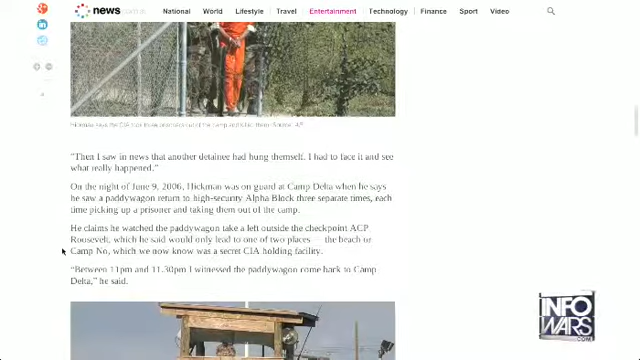 news.com.au
National World Lifestyle Travel Entertainment Technology Finance Sport Video
"Then I saw in news that another detainee had hung themself. I had to face it and see
what really happened."
On the night of June 9, 2006, Hickman was on guard at Camp Delta when he says
he saw a paddywagon return to high-security Alpha Block three separate times, each
time picking up a prisoner and taking them out of the camp.
He claims he watched the paddywagon take a left outside the checkpoint ACP
Roosevelt, which he said would only lead to one of two places — the beach or
Camp No, which we now know was a secret CIA holding facility.
"Between 11pm and 11.30pm I witnessed the paddywagon come back to Camp
Delta," he said.
INFO
WARS
.COM